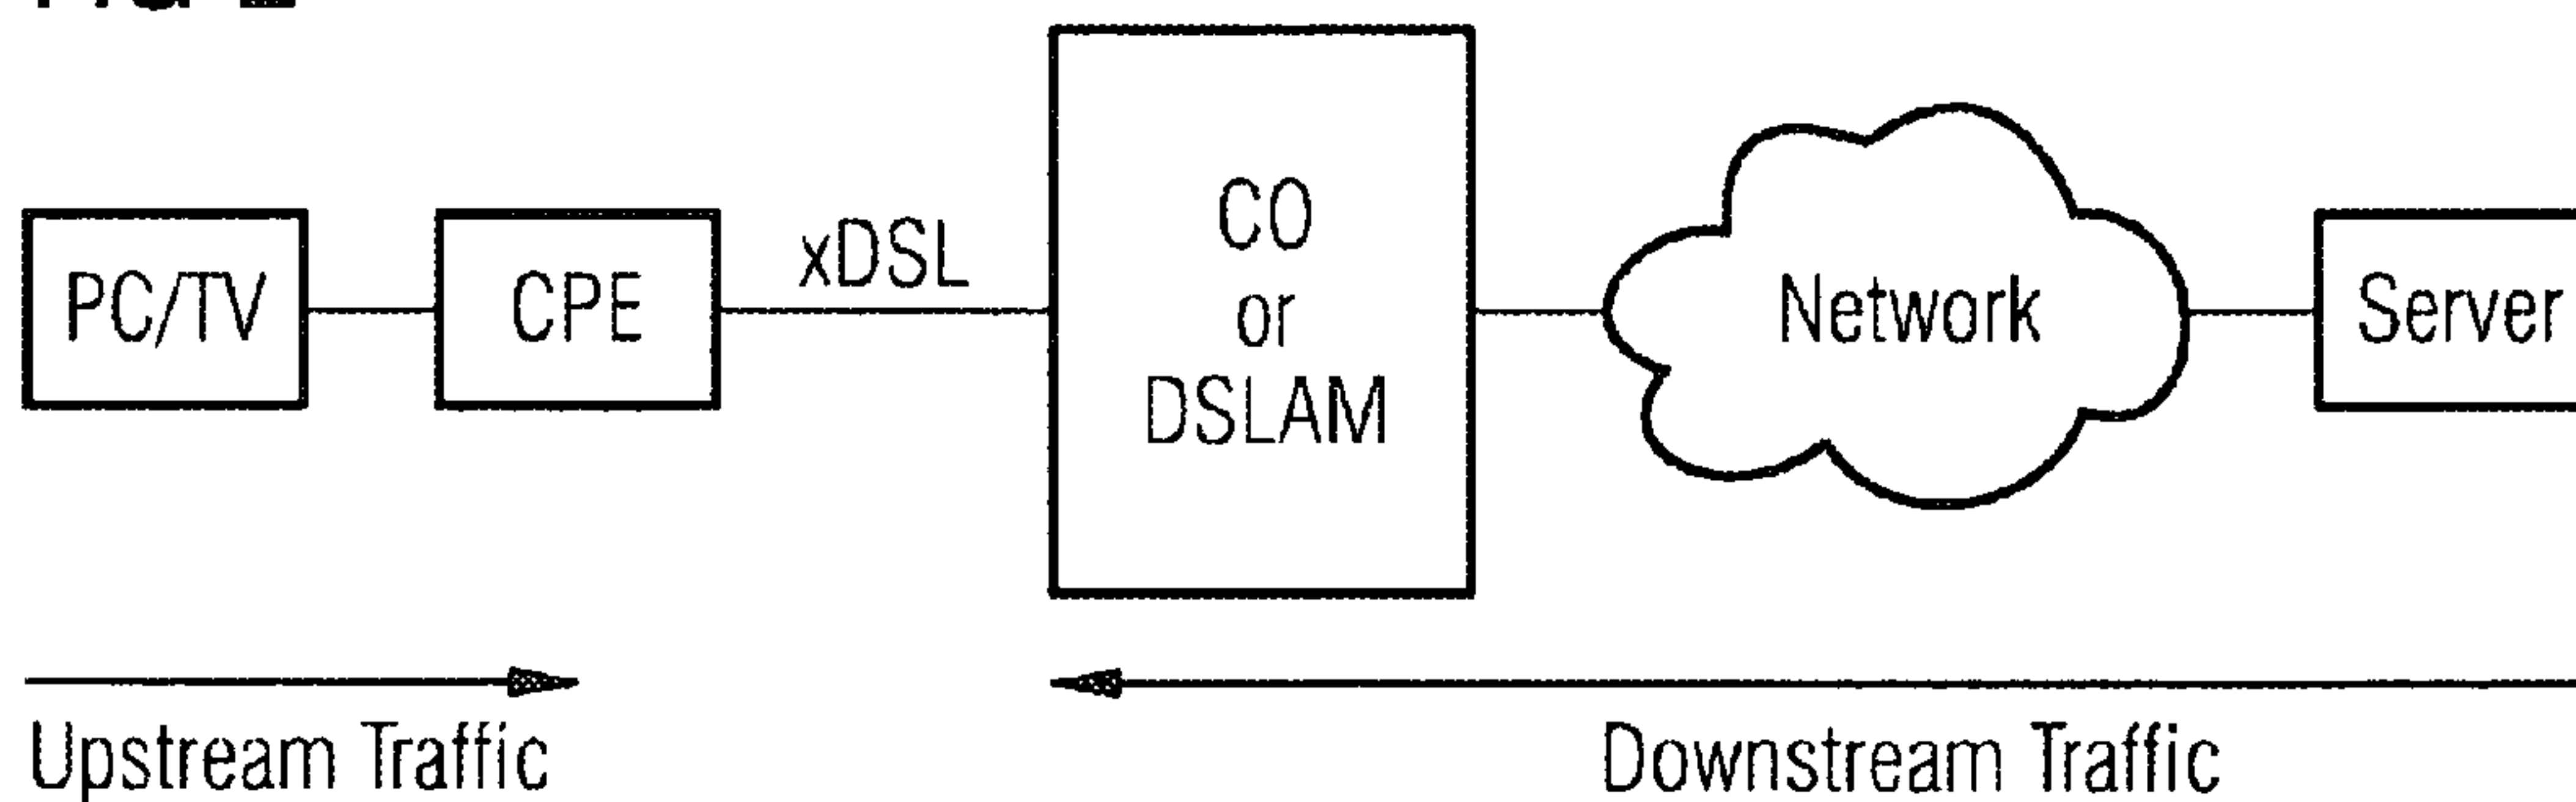 PC/TV
CPE
xDSL
CO
or
DSLAM
Network
Server
Upstream Traffic
Downstream Traffic